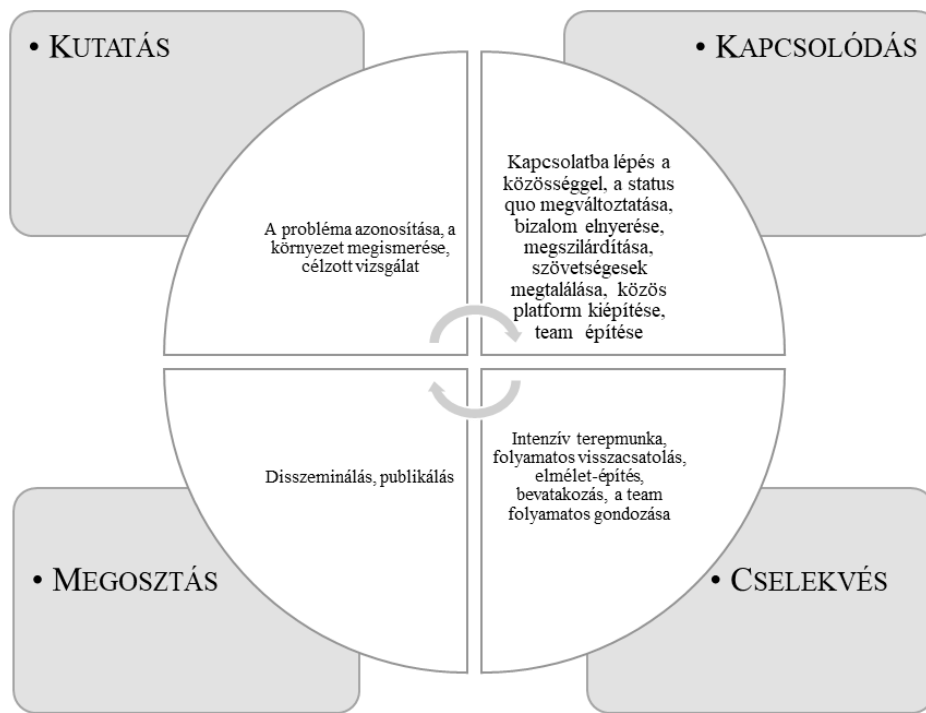 • KUTATÁS
• KAPCSOLÓDÁS
A probléma azonosítása, a
környezet megismerése,
célzott vizsgálat
Kapcsolatba lépés a
közösséggel, a status
quo megváltoztatása,
bizalom elnyerése,
megszilárdítása,
szövetségesek
megtalálása, közös
platform kiépítése,
team építése
Disszeminálás, publikálás
Intenzív terepmunka,
folyamatos visszacsatolás,
elmélet-építés,
bevatakozás, a team
folyamatos gondozása
• MEGOSZTÁS
• CSELEKVÉS